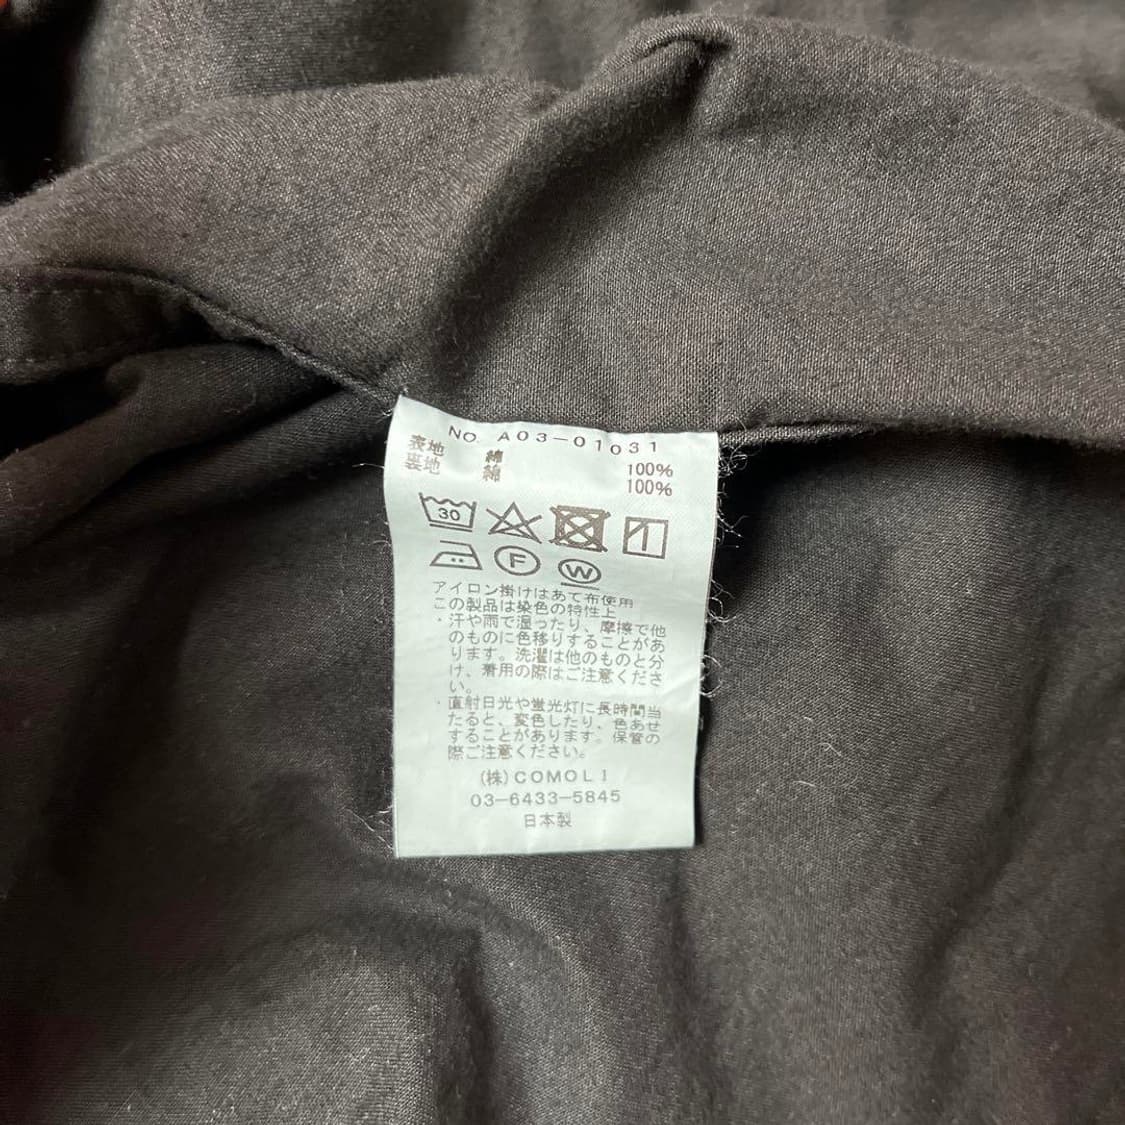 NO. A03-01031
表地 綿 100%
裏地 綿 100%
30
F
W
アイロン掛けはあて布使用
この製品は染色の特性上
・汗や雨で湿ったり、摩擦で他
のものに色移りすることがあ
ります。洗濯は他のものと分
け、着用の際はご注意くださ
い。
・直射日光や蛍光灯に長時間当
たると、変色したり、色あせ
することがあります。保管の
際ご注意ください。
(株)COMOLI
03-6433-5845
日本製